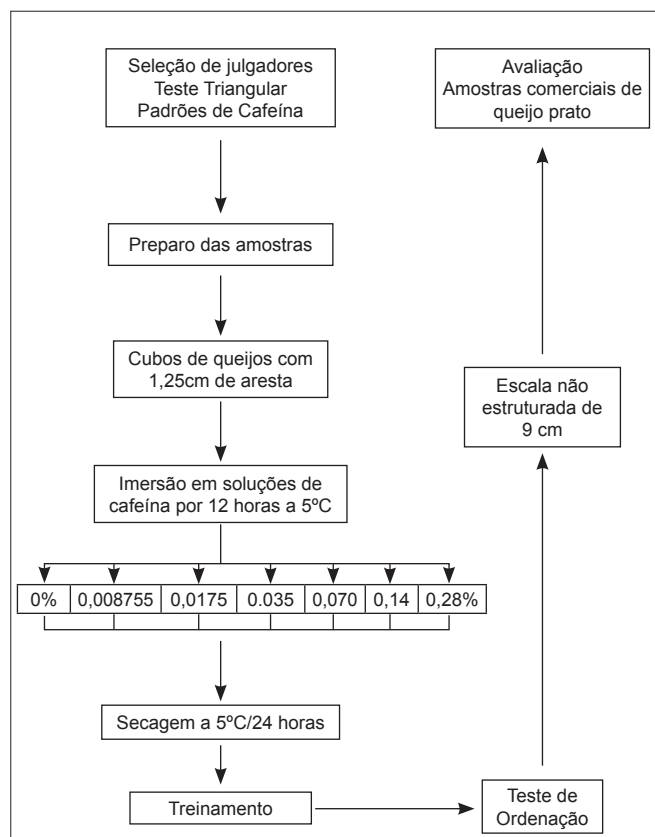 Seleção de julgadores
Teste Triangular
Padrões de Cafeína
Preparo das amostras
Cubos de queijos com
1,25cm de aresta
Imersão em soluções de
cafeína por 12 horas a 5ºC
0% 0,008755 0,0175 0.035 0,070 0,14 0,28%
Secagem a 5ºC/24 horas
Treinamento
Teste de
Ordenação
Escala não
estruturada de
9 cm
Avaliação
Amostras comerciais de
queijo prato